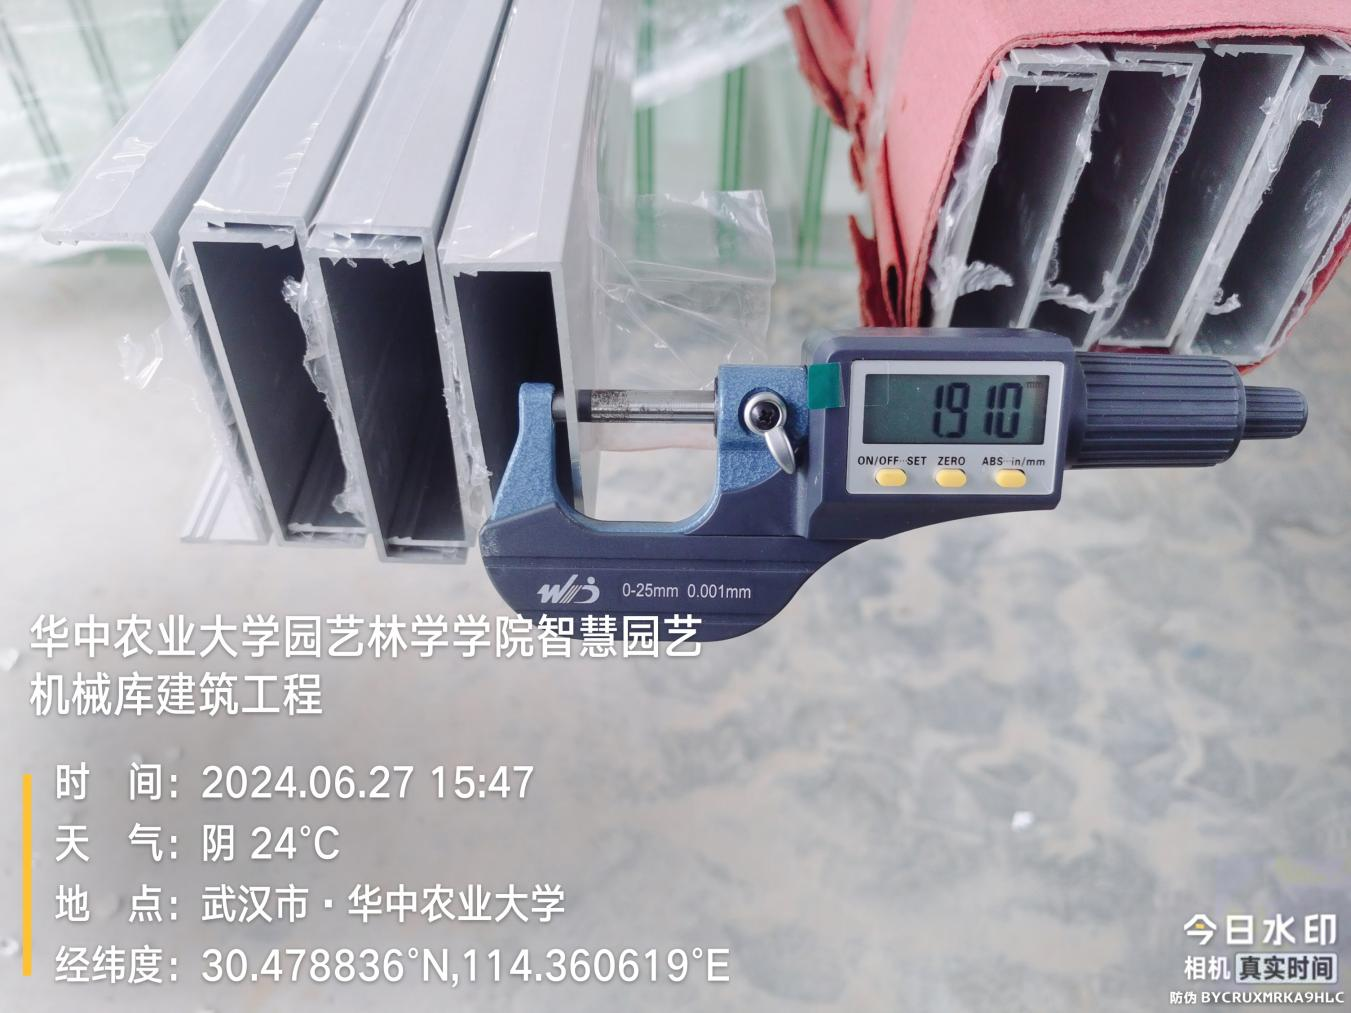 1.910 mm
ON/OFF SET ZERO ABS in/mm
0-25mm 0.001mm
华中农业大学园艺林学学院智慧园艺
机械库建筑工程
时 间：2024.06.27 15:47
天 气：阴 24°C
地 点：武汉市·华中农业大学
经纬度：30.478836°N,114.360619°E
今日水印
相机 真实时间
防伪 BYCRUXMRKA9HLC